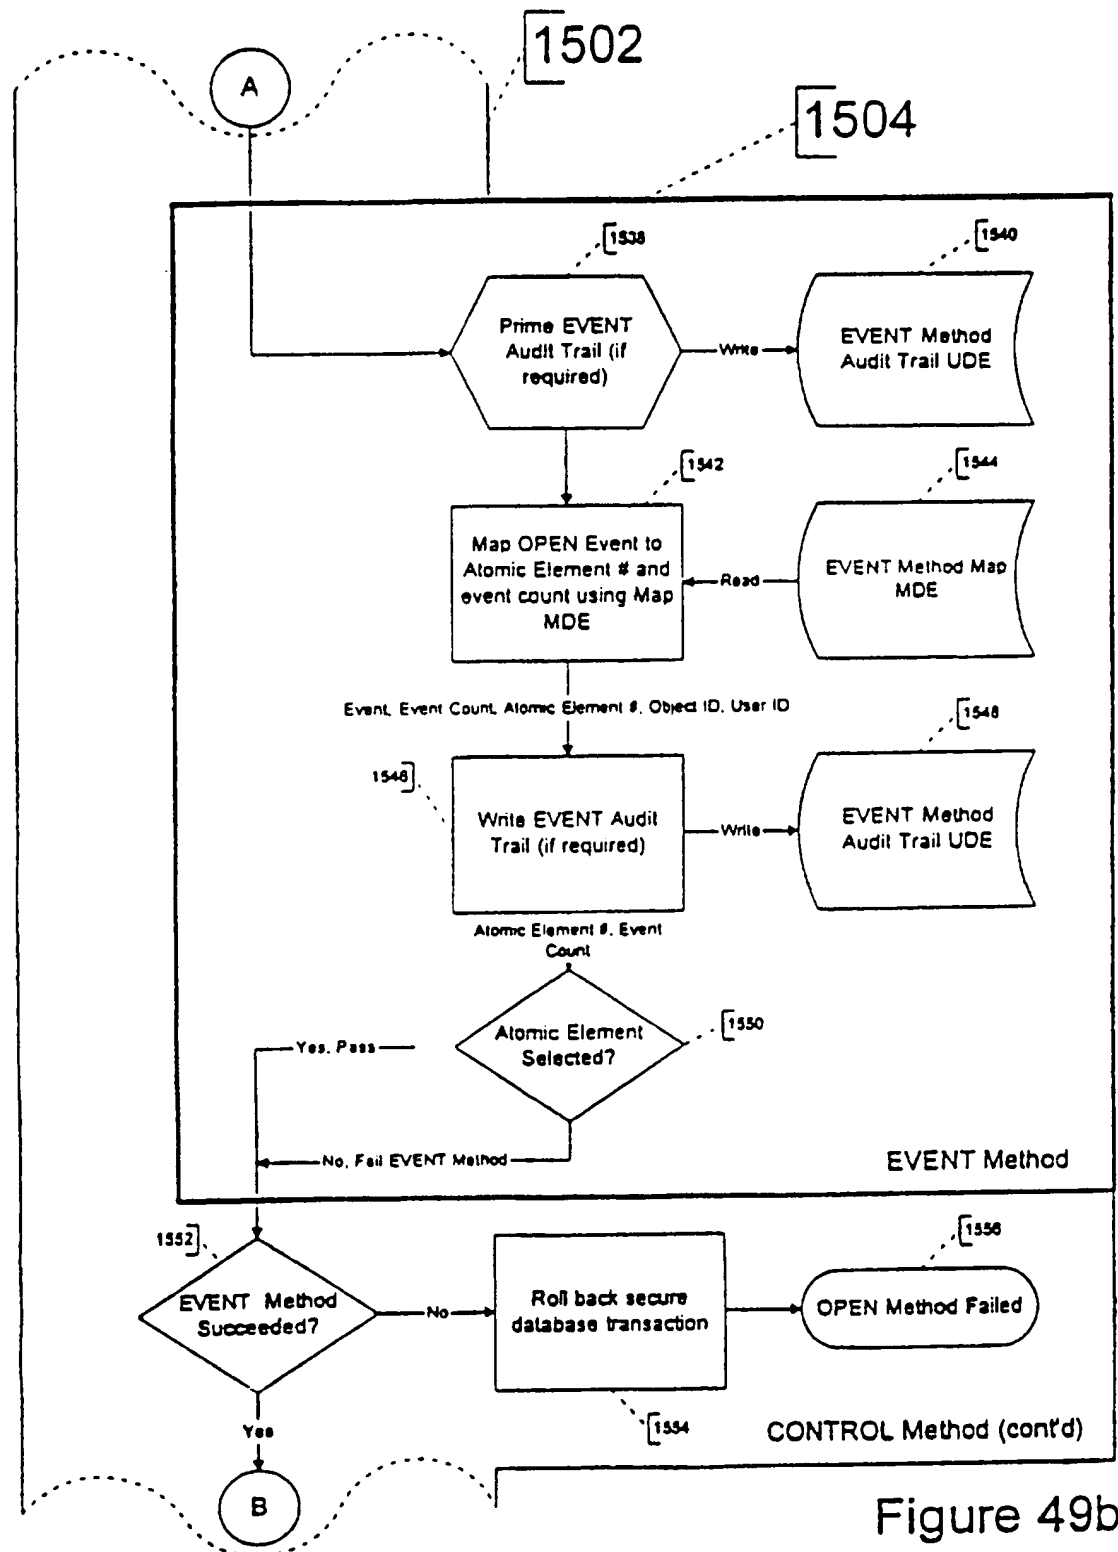 1502
A
1504
1538
1540
Prime EVENT
Audit Trail (if
required)
Write
EVENT Method
Audit Trail UDE
1542
1544
Map OPEN Event to
Atomic Element # and
event count using Map
MDE
Read
EVENT Method Map
MDE
Event, Event Count, Atomic Element #, Object ID, User ID
1546
1548
Write EVENT Audit
Trail (if required)
Write
EVENT Method
Audit Trail UDE
Atomic Element #, Event
Count
1550
Atomic Element
Selected?
Yes, Pass
No, Fail EVENT Method
EVENT Method
1552
1556
EVENT Method
Succeeded?
No
Roll back secure
database transaction
OPEN Method Failed
1554
Yes
CONTROL Method (cont'd)
B
Figure 49b